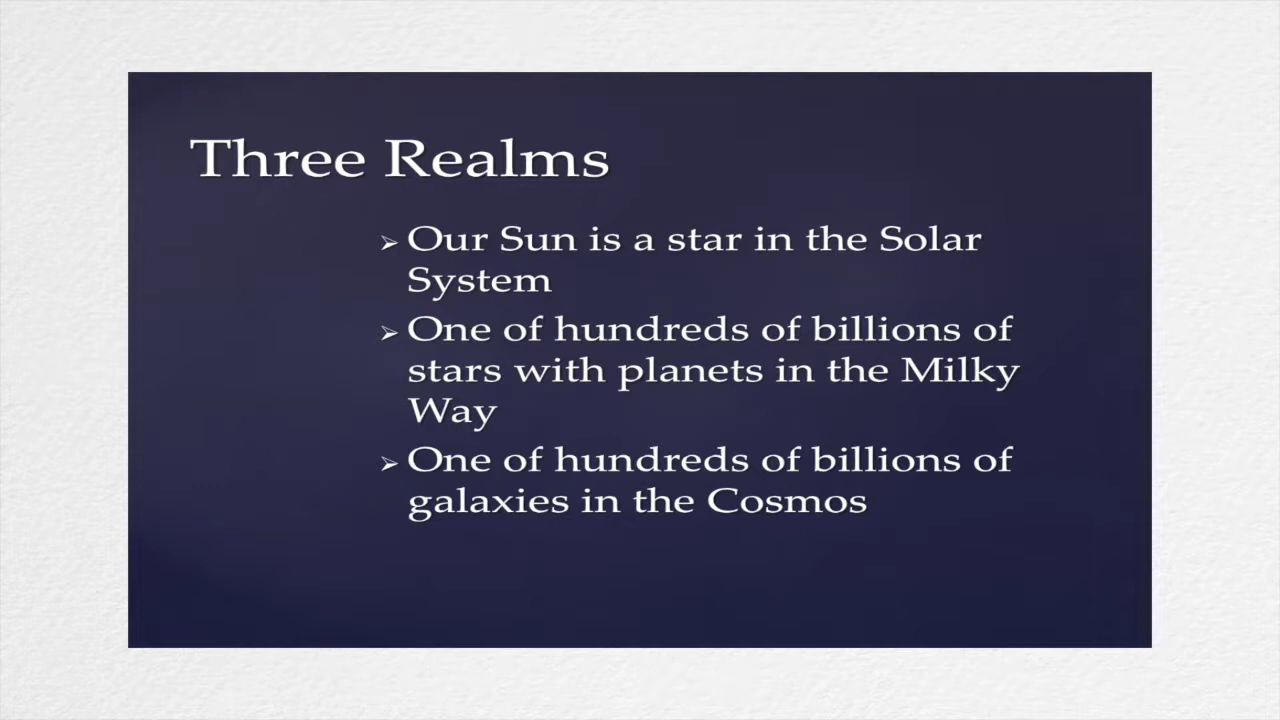 Three Realms
➢ Our Sun is a star in the Solar
System
➢ One of hundreds of billions of
stars with planets in the Milky
Way
➢ One of hundreds of billions of
galaxies in the Cosmos